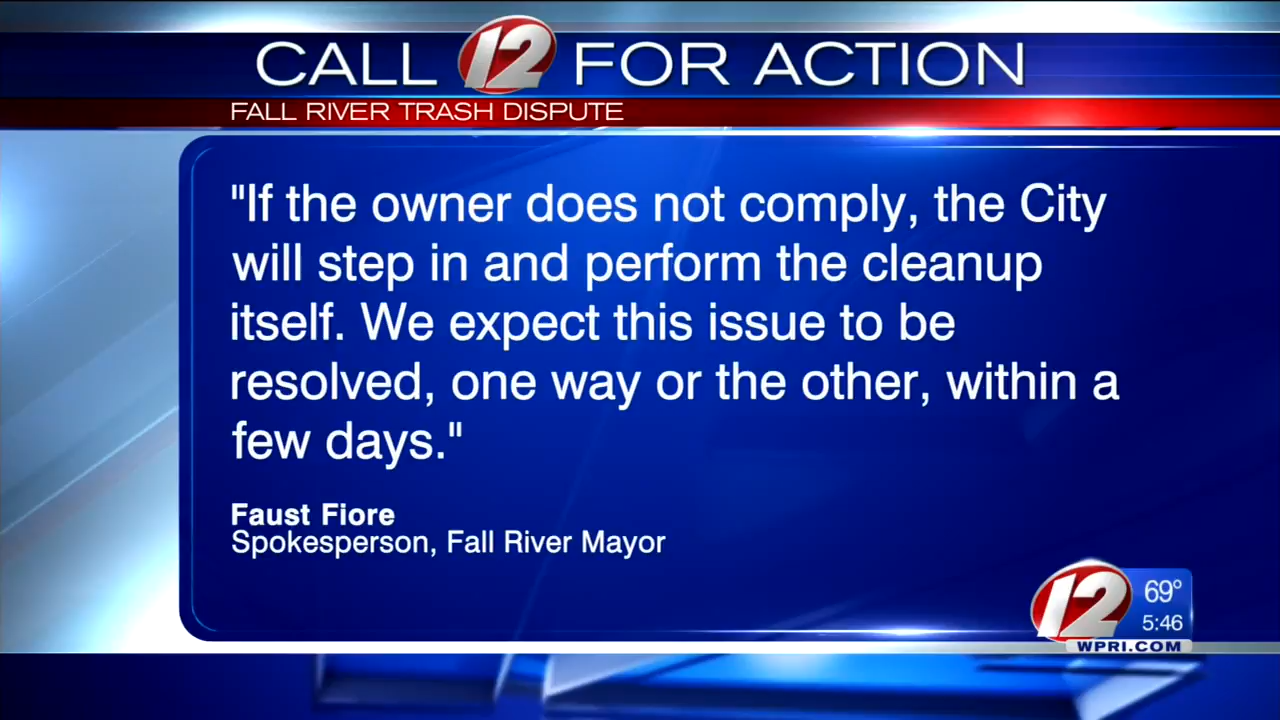 CALL 12 FOR ACTION
FALL RIVER TRASH DISPUTE
"If the owner does not comply, the City
will step in and perform the cleanup
itself. We expect this issue to be
resolved, one way or the other, within a
few days."
Faust Fiore
Spokesperson, Fall River Mayor
12 69°
5:46
WPRI.COM